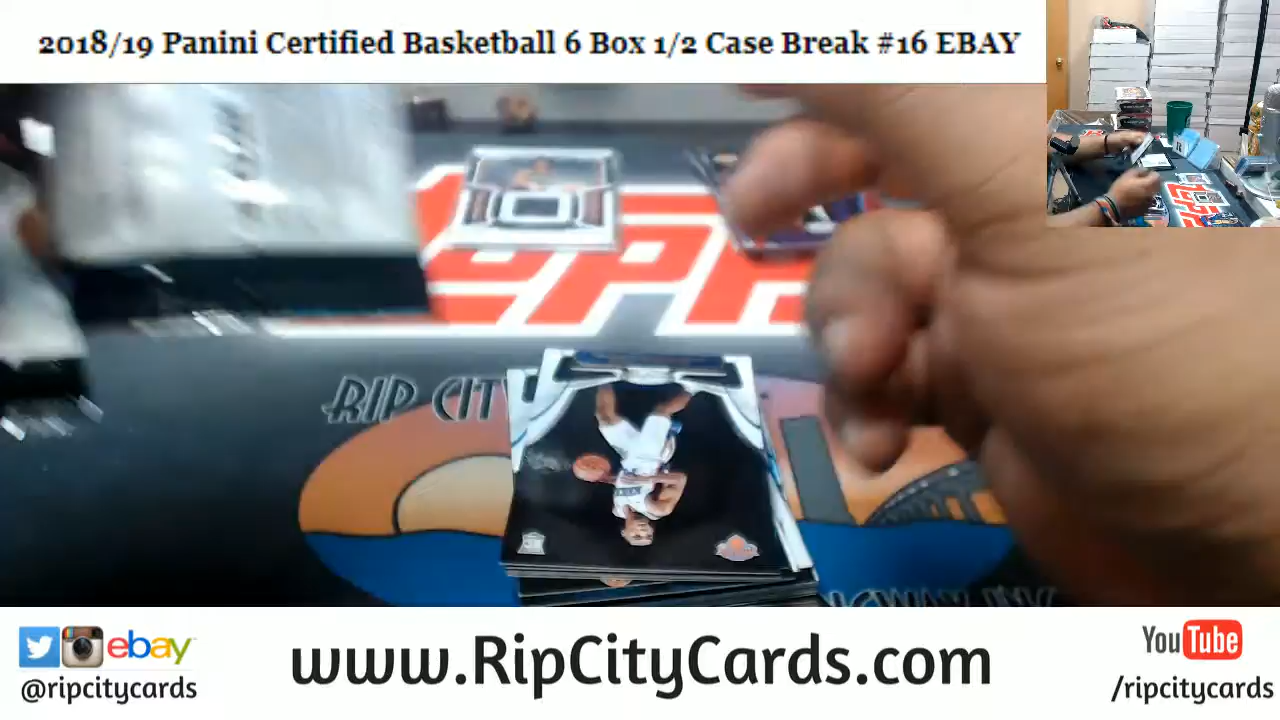 2018/19 Panini Certified Basketball 6 Box 1/2 Case Break #16 EBAY
RIP CIT
ebay
www.RipCityCards.com
YouTube
@ripcitycards
/ripcitycards